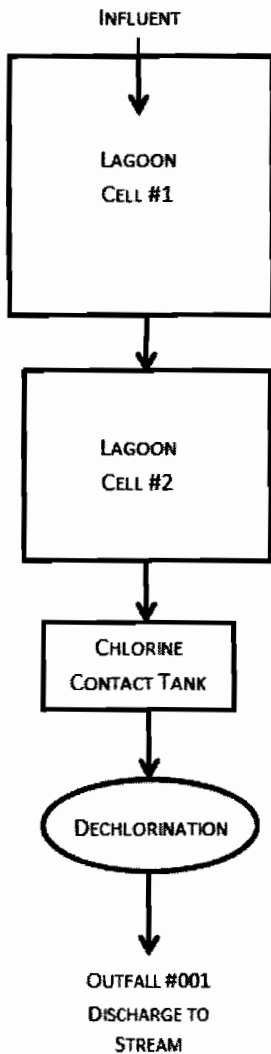 INFLUENT
LAGOON
CELL #1
LAGOON
CELL #2
CHLORINE
CONTACT TANK
DECHLORINATION
OUTFALL #001
DISCHARGE TO
STREAM